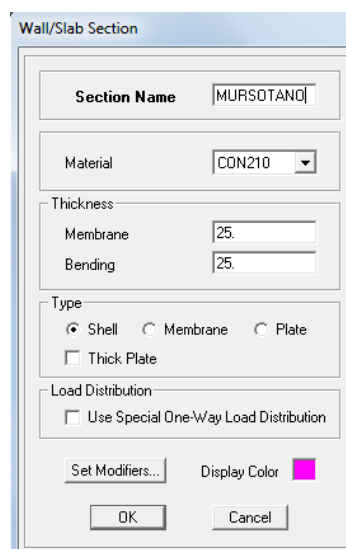 Wall/Slab Section
Section Name MURSOTANO
Material CON210
Thickness
Membrane 25.
Bending 25.
Type
Shell Membrane Plate
Thick Plate
Load Distribution
Use Special One-Way Load Distribution
Set Modifiers... Display Color
OK Cancel